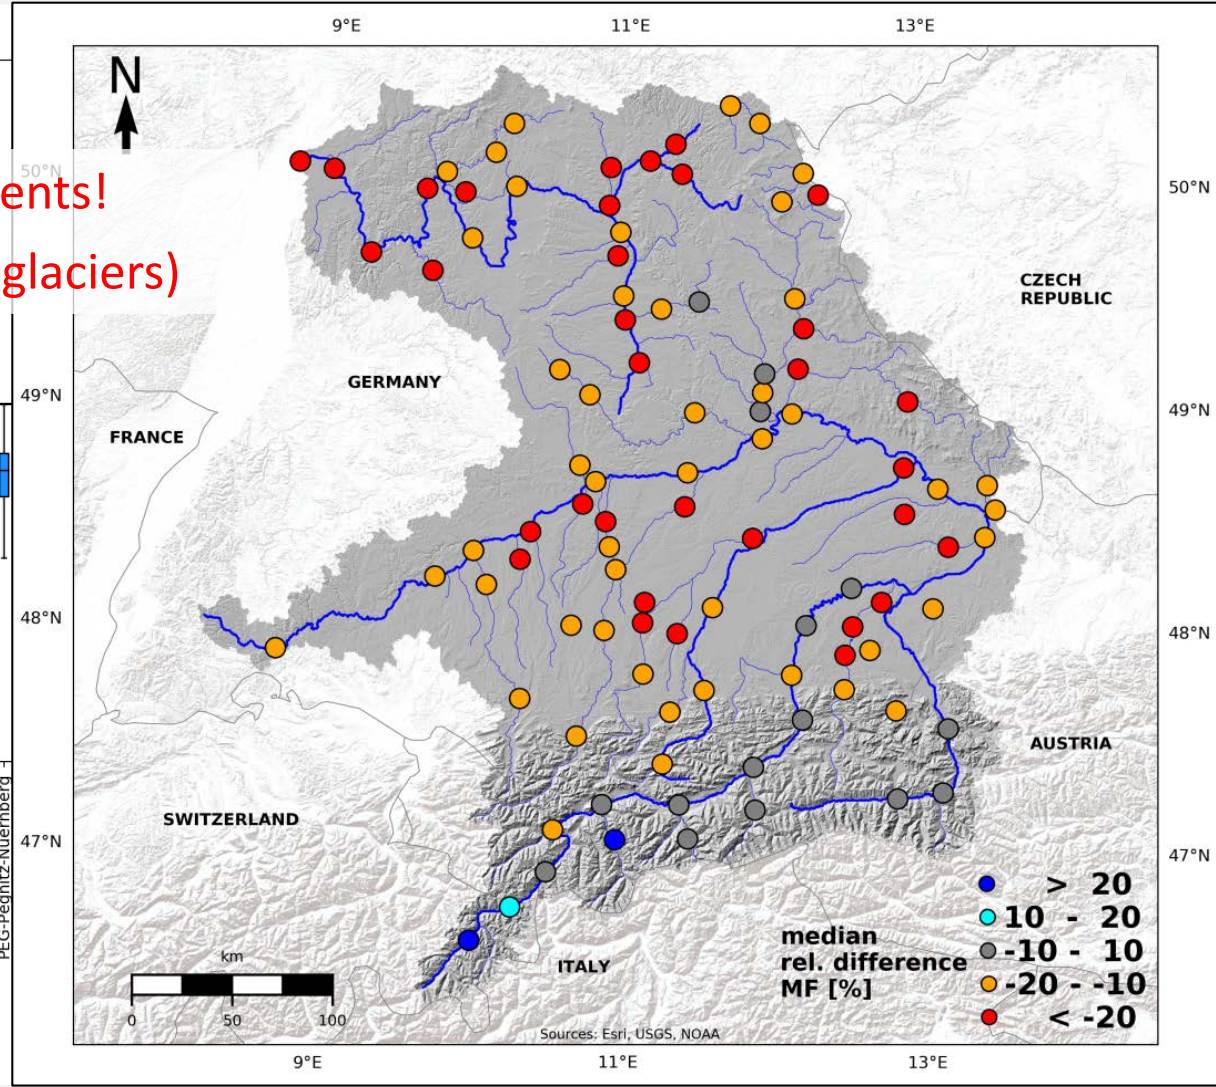 9°E 11°E 13°E
N
50°N
50°N
ents!
glaciers)
CZECH
REPUBLIC
GERMANY
49°N
49°N
FRANCE
48°N
48°N
AUSTRIA
SWITZERLAND
PEG-Pegnitz-Nuernberg
47°N
47°N
> 20
10 - 20
-10 - 10
-20 - -10
< -20
median
rel. difference
MF [%]
ITALY
km
0 50 100
Sources: Esri, USGS, NOAA
9°E 11°E 13°E